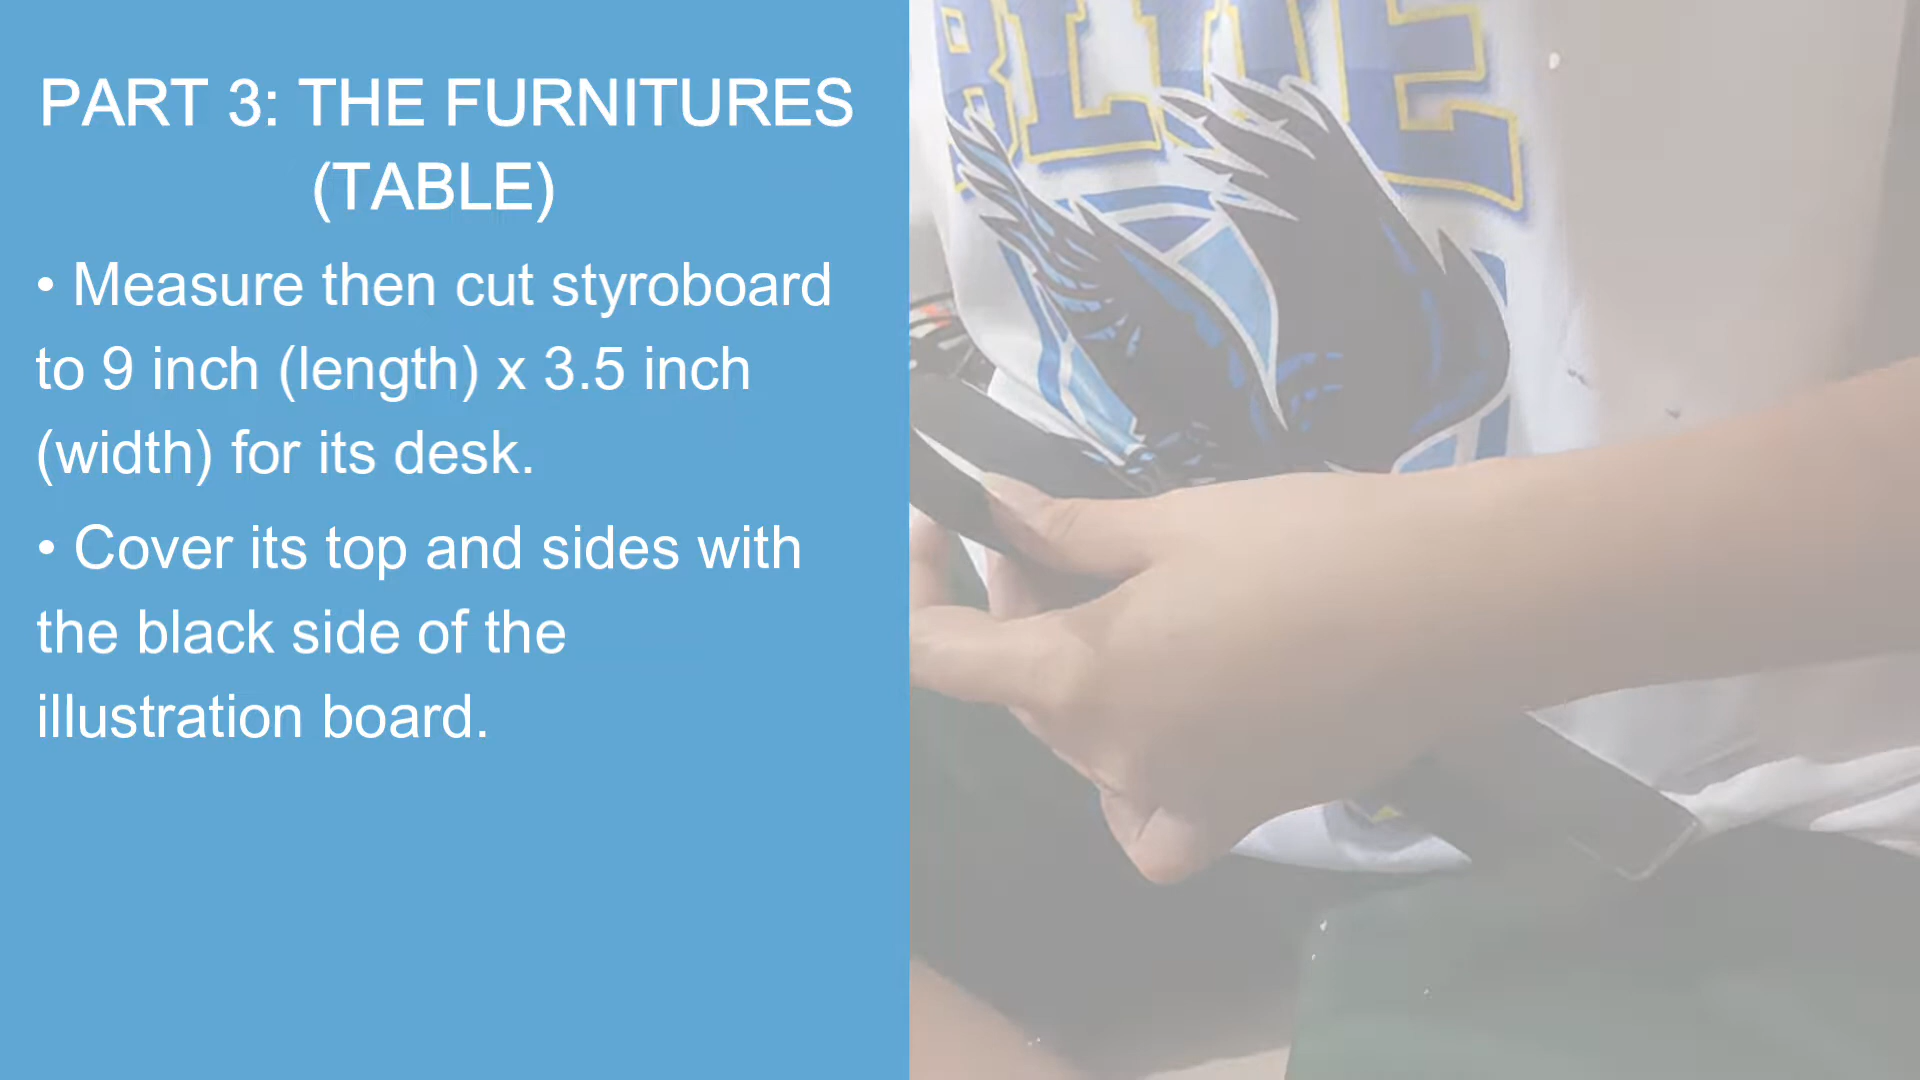 PART 3: THE FURNITURES
(TABLE)
• Measure then cut styroboard
to 9 inch (length) x 3.5 inch
(width) for its desk.
• Cover its top and sides with
the black side of the
illustration board.
BLUE